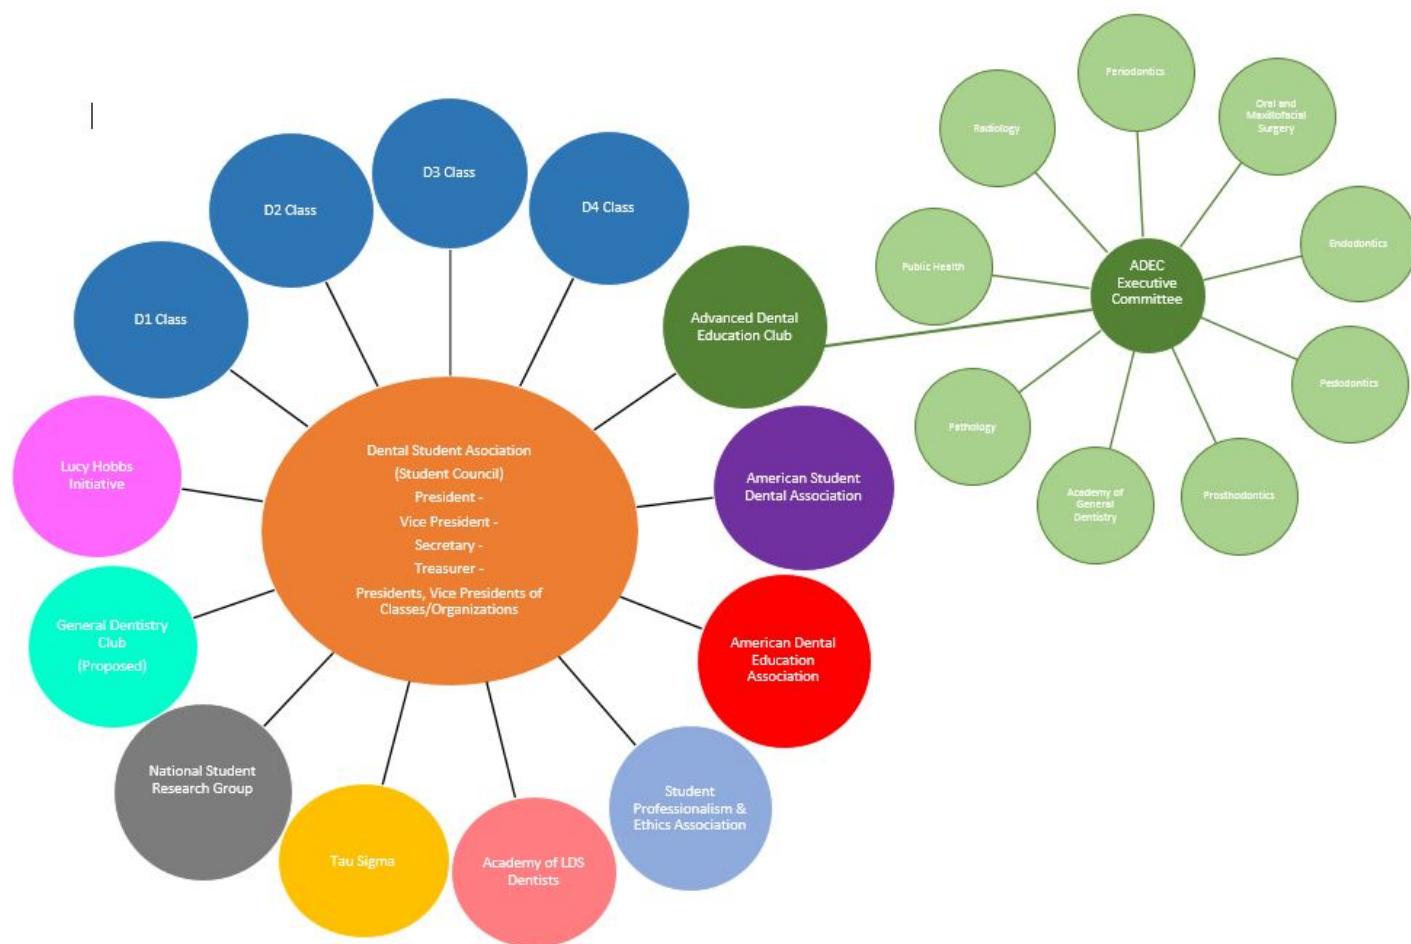 D3 Class
D2 Class
D4 Class
D1 Class
Advanced Dental
Education Club
Lucy Hobbs
Initiative
Dental Student Asociation
(Student Council)
President -
Vice President -
Secretary -
Treasurer -
Presidents, Vice Presidents of
Classes/Organizations
American Student
Dental Association
General Dentistry
Club
(Proposed)
American Dental
Education
Association
National Student
Research Group
Tau Sigma
Academy of LDS
Dentists
Student
Professionalism &
Ethics Association
ADEC
Executive
Committee
Periodontics
Oral and
Maxillofacial
Surgery
Radiology
Endodontics
Public Health
Pedodontics
Pathology
Prosthodontics
Academy of
General
Dentistry